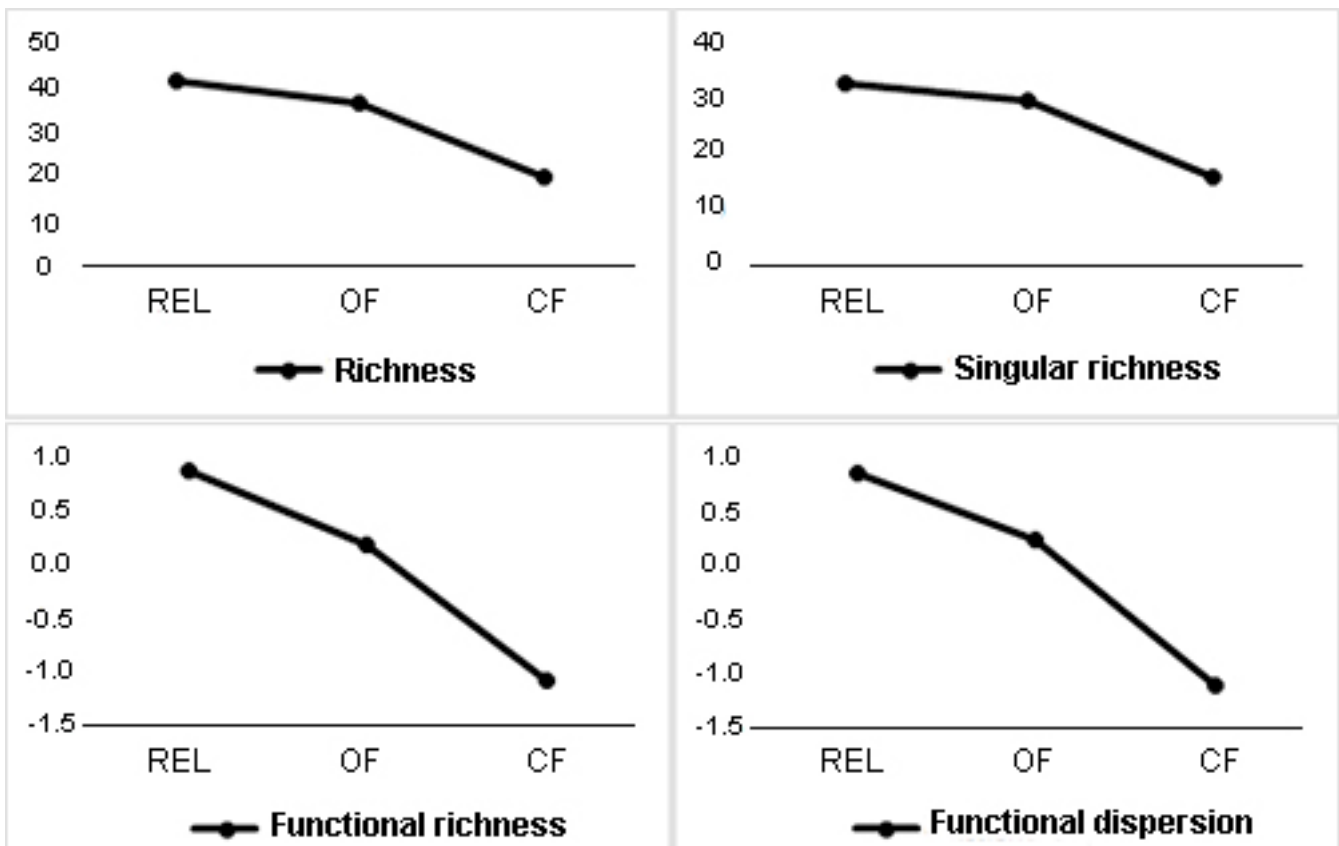 50
40
30
20
10
0
REL OF CF
Richness
40
30
20
10
0
REL OF CF
Singular richness
1.0
0.5
0.0
-0.5
-1.0
-1.5
REL OF CF
Functional richness
1.0
0.5
0.0
-0.5
-1.0
-1.5
REL OF CF
Functional dispersion